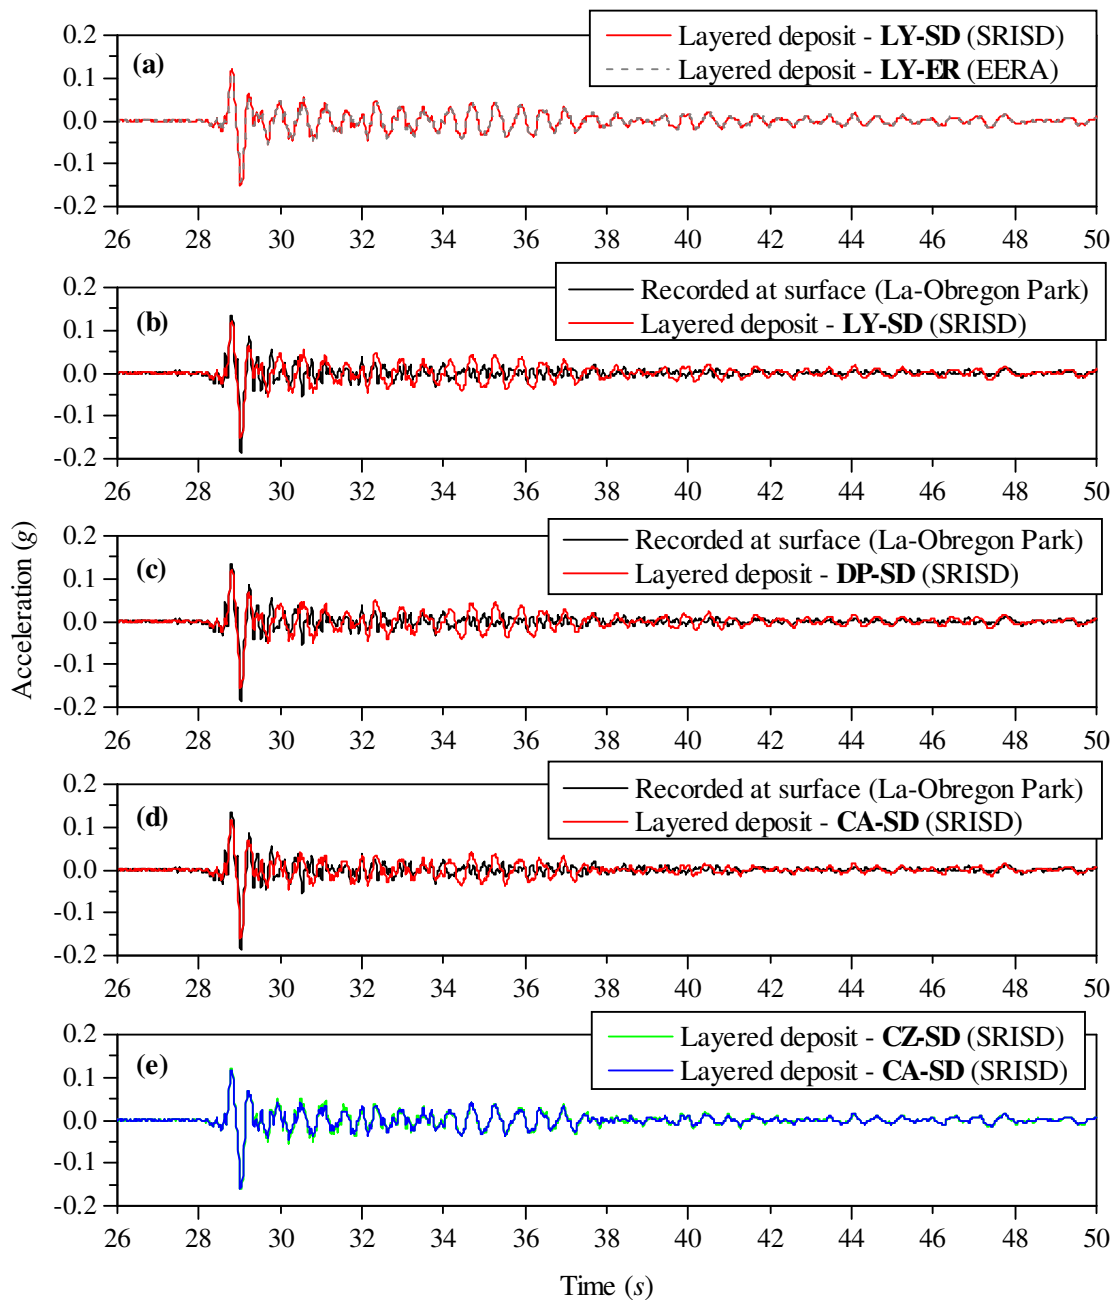 Layered deposit - LY-SD (SRISD)
Layered deposit - LY-ER (EERA)
(a)
0.2
0.1
0.0
-0.1
-0.2
26 28 30 32 34 36 38 40 42 44 46 48 50
Recorded at surface (La-Obregon Park)
Layered deposit - LY-SD (SRISD)
(b)
0.2
0.1
0.0
-0.1
-0.2
26 28 30 32 34 36 38 40 42 44 46 48 50
Acceleration (g)
Recorded at surface (La-Obregon Park)
Layered deposit - DP-SD (SRISD)
(c)
0.2
0.1
0.0
-0.1
-0.2
26 28 30 32 34 36 38 40 42 44 46 48 50
Recorded at surface (La-Obregon Park)
Layered deposit - CA-SD (SRISD)
(d)
0.2
0.1
0.0
-0.1
-0.2
26 28 30 32 34 36 38 40 42 44 46 48 50
Layered deposit - CZ-SD (SRISD)
Layered deposit - CA-SD (SRISD)
(e)
0.2
0.1
0.0
-0.1
-0.2
26 28 30 32 34 36 38 40 42 44 46 48 50
Time (s)